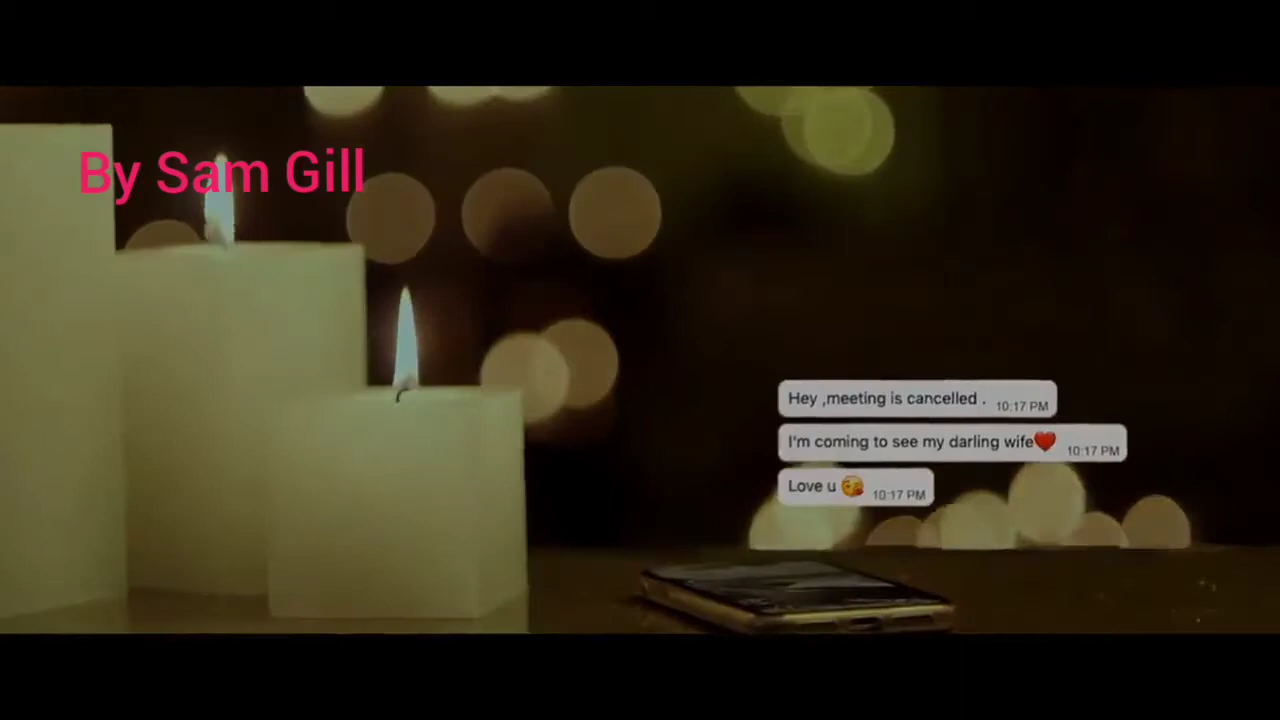 By Sam Gill
Hey ,meeting is cancelled . 10:17 PM
I'm coming to see my darling wife❤️ 10:17 PM
Love u 😘 10:17 PM